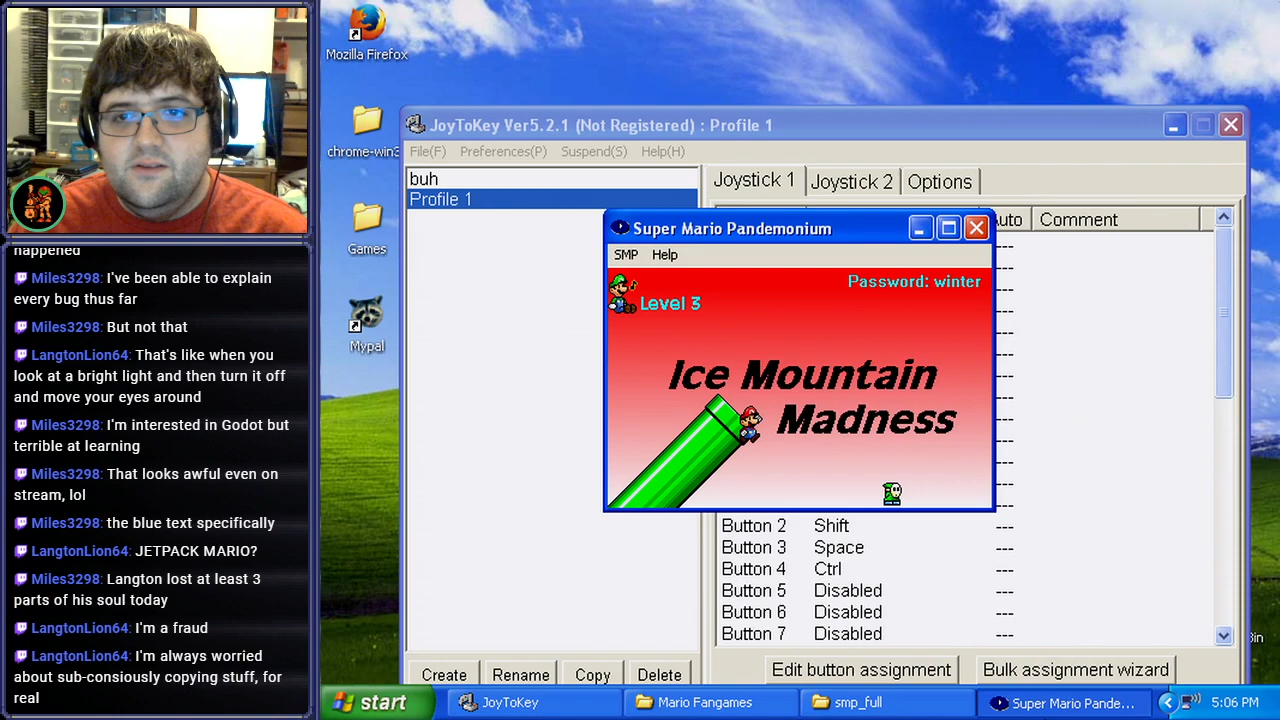 happened
Miles3298: I've been able to explain
every bug thus far
Miles3298: But not that
LangtonLion64: That's like when you
look at a bright light and then turn it off
and move your eyes around
Miles3298: I'm interested in Godot but
terrible at learning
Miles3298: That looks awful even on
stream, lol
Miles3298: the blue text specifically
LangtonLion64: JETPACK MARIO?
Miles3298: Langton lost at least 3
parts of his soul today
LangtonLion64: I'm a fraud
LangtonLion64: I'm always worried
about sub-consiously copying stuff, for
real
Mozilla Firefox
chrome-win3
Games
Mypal
JoyToKey Ver5.2.1 (Not Registered) : Profile 1
File(F) Preferences(P) Suspend(S) Help(H)
buh
Profile 1
Joystick 1 Joystick 2 Options
Auto Comment
Super Mario Pandemonium
SMP Help
Password: winter
Level 3
Ice Mountain
Madness
---
---
---
---
---
---
---
---
---
---
---
---
---
Button 2 Shift ---
Button 3 Space ---
Button 4 Ctrl ---
Button 5 Disabled ---
Button 6 Disabled ---
Button 7 Disabled ---
Create Rename Copy Delete
Edit button assignment Bulk assignment wizard
Bin
start JoyToKey Mario Fangames smp_full Super Mario Pande... 5:06 PM